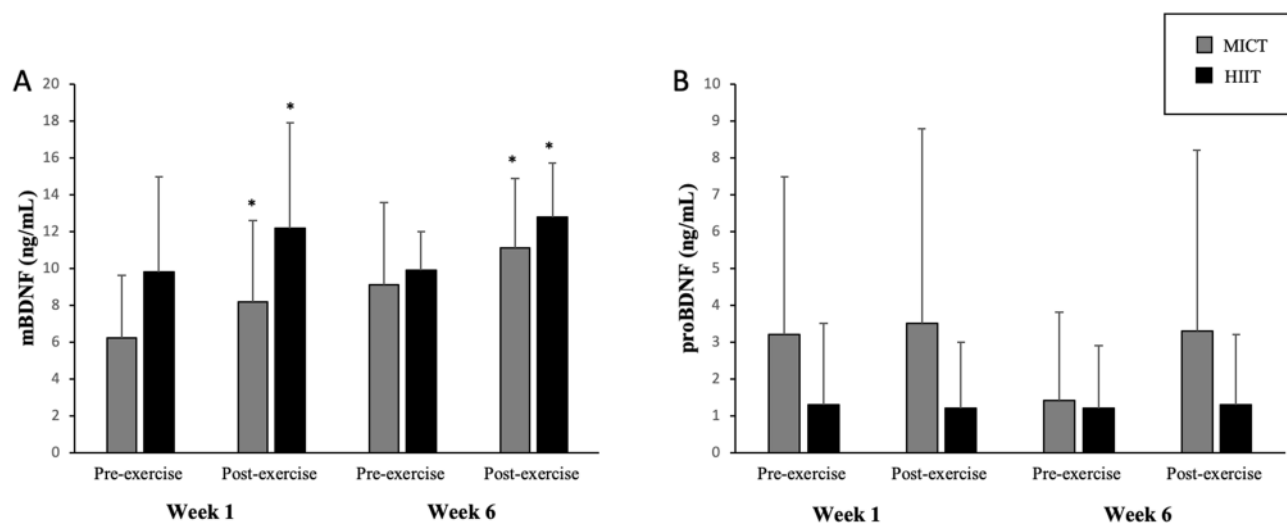 MICT
HIIT
A
mBDNF (ng/mL)
20
18
16
14
12
10
8
6
4
2
0
*
*
*
*
Pre-exercise Post-exercise Pre-exercise Post-exercise
Week 1 Week 6
B
proBDNF (ng/mL)
10
9
8
7
6
5
4
3
2
1
0
Pre-exercise Post-exercise Pre-exercise Post-exercise
Week 1 Week 6